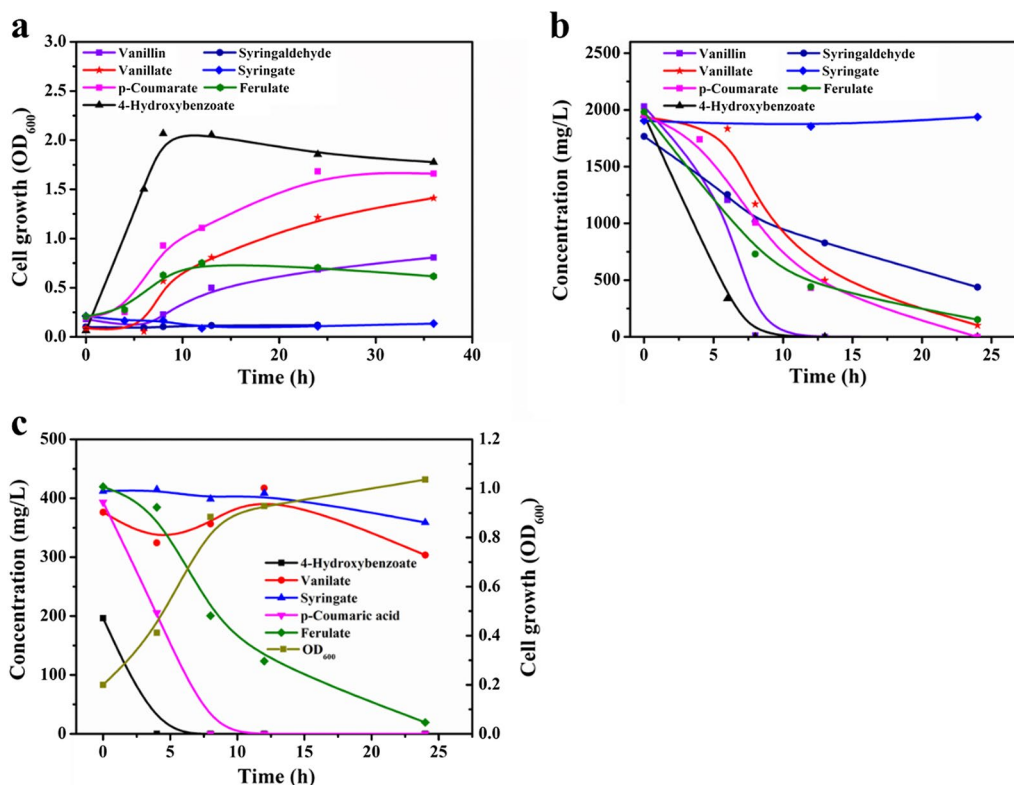 a
3.0
2.5
2.0
1.5
1.0
0.5
0.0
Cell growth (OD600)
Vanillin
Syringaldehyde
Vanillate
Syringate
p-Coumarate
Ferulate
4-Hydroxybenzoate
0 10 20 30 40
Time (h)
b
2500
2000
1500
1000
500
0
Concentration (mg/L)
Vanillin
Syringaldehyde
Vanillate
Syringate
p-Coumarate
Ferulate
4-Hydroxybenzoate
0 5 10 15 20 25
Time (h)
c
500
400
300
200
100
0
Concentration (mg/L)
4-Hydroxybenzoate
Vanilate
Syringate
p-Coumaric acid
Ferulate
OD600
1.2
1.0
0.8
0.6
0.4
0.2
0.0
Cell growth (OD600)
0 5 10 15 20 25
Time (h)